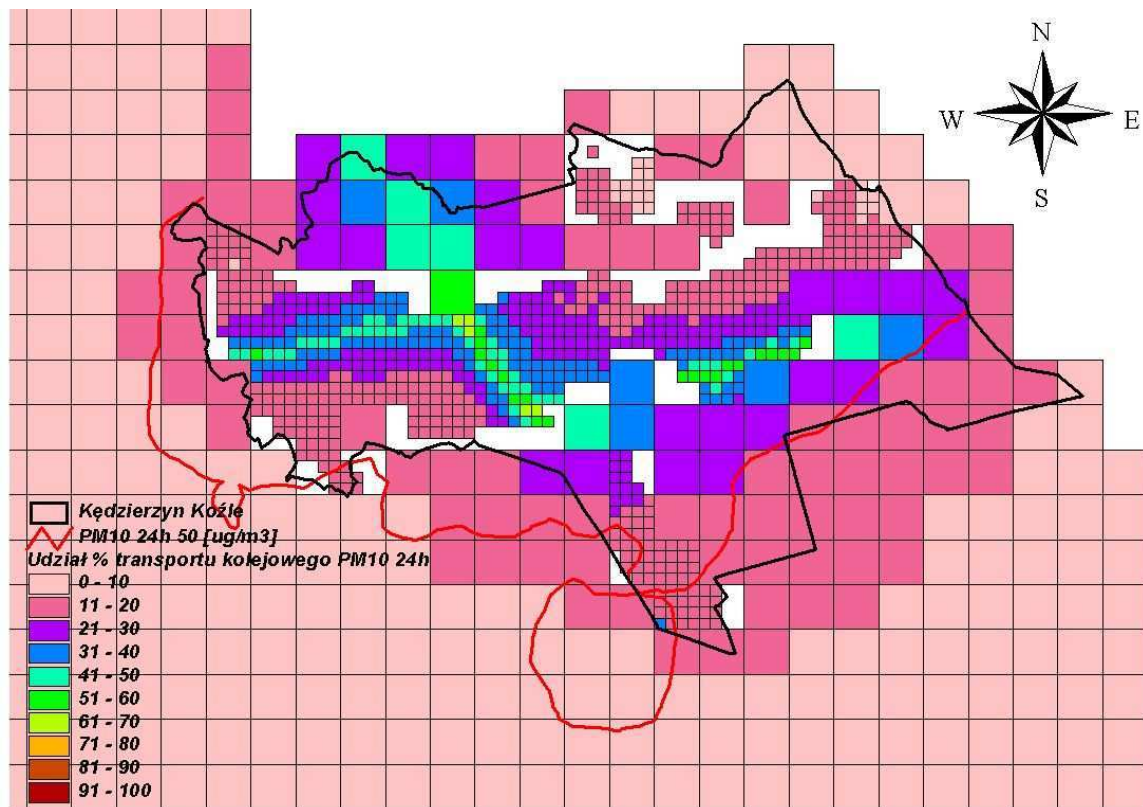 N
W E
S
Kędzierzyn Koźle
PM10 24h 50 [ug/m3]
Udział % transportu kolejowego PM10 24h
0 - 10
11 - 20
21 - 30
31 - 40
41 - 50
51 - 60
61 - 70
71 - 80
81 - 90
91 - 100